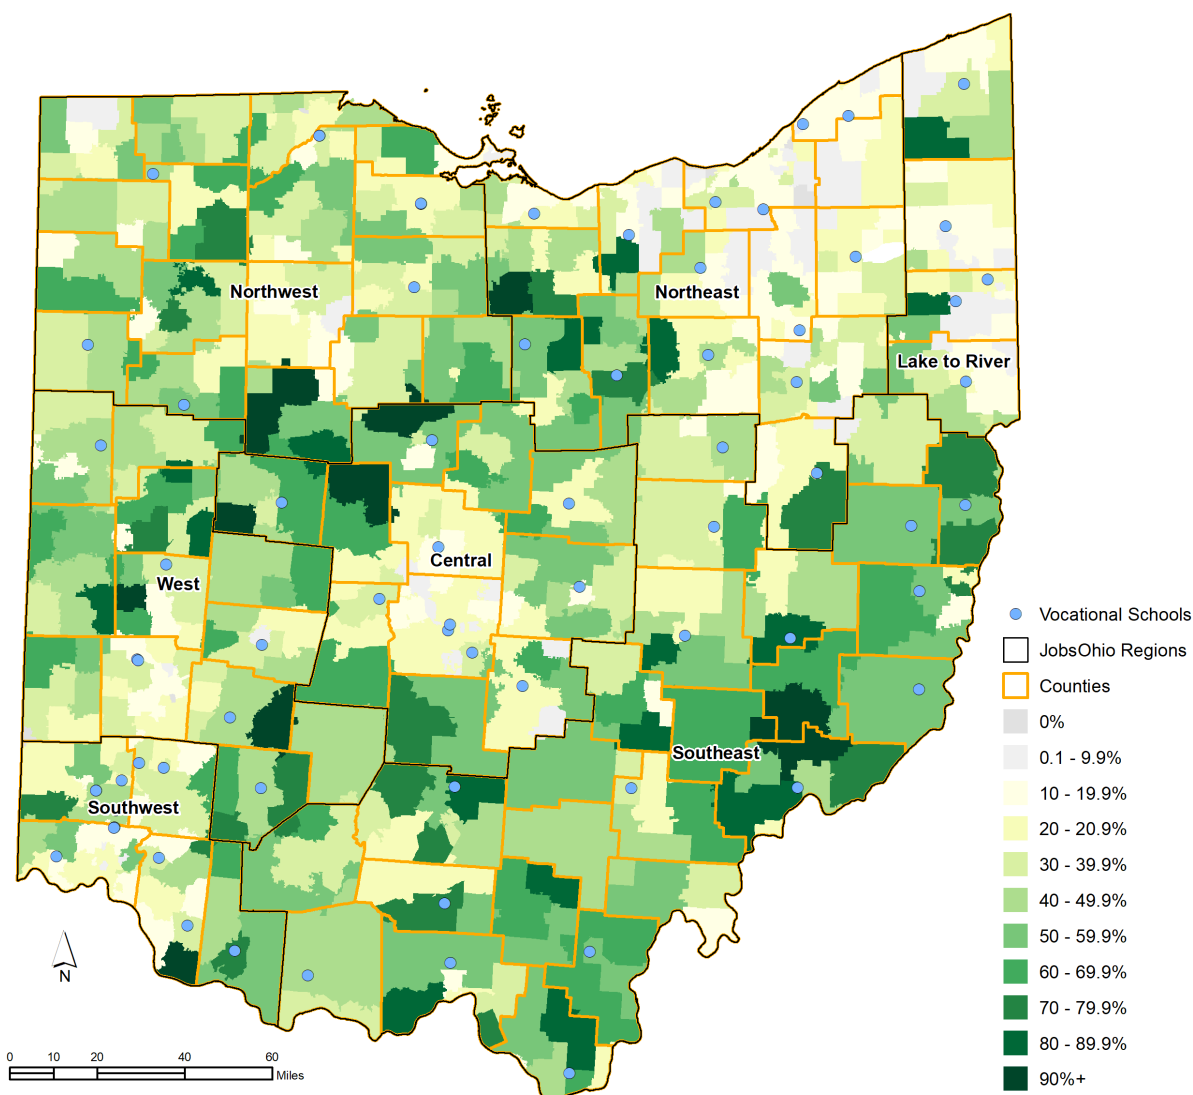 Northwest
Northeast
Lake to River
Central
West
Southeast
Southwest
N
0 10 20 40 60
Miles
Vocational Schools
JobsOhio Regions
Counties
0%
0.1 - 9.9%
10 - 19.9%
20 - 20.9%
30 - 39.9%
40 - 49.9%
50 - 59.9%
60 - 69.9%
70 - 79.9%
80 - 89.9%
90%+